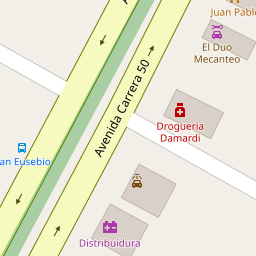 Juan Pablo
El Duo
Mecanteo
Avenida Carrera 50
Drogueria
Damardi
an Eusebio
Distribuidura